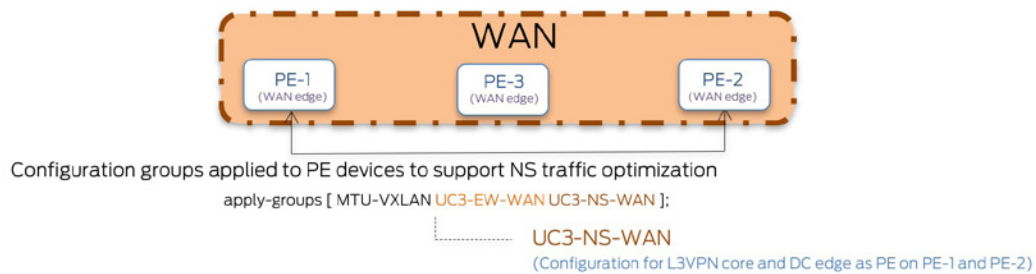 WAN
PE-1
(WAN edge)
PE-3
(WAN edge)
PE-2
(WAN edge)
Configuration groups applied to PE devices to support NS traffic optimization
apply-groups [ MTU-VXLAN UC3-EW-WAN UC3-NS-WAN ];
UC3-NS-WAN
(Configuration for L3VPN core and DC edge as PE on PE-1 and PE-2)